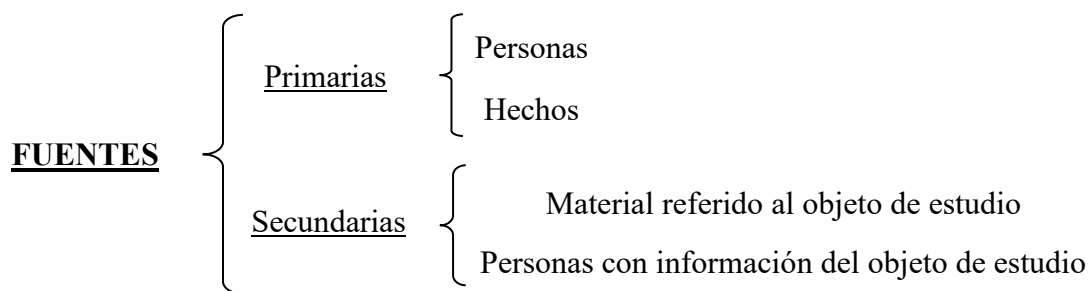 FUENTES
Primarias
Personas
Hechos
Secundarias
Material referido al objeto de estudio
Personas con información del objeto de estudio